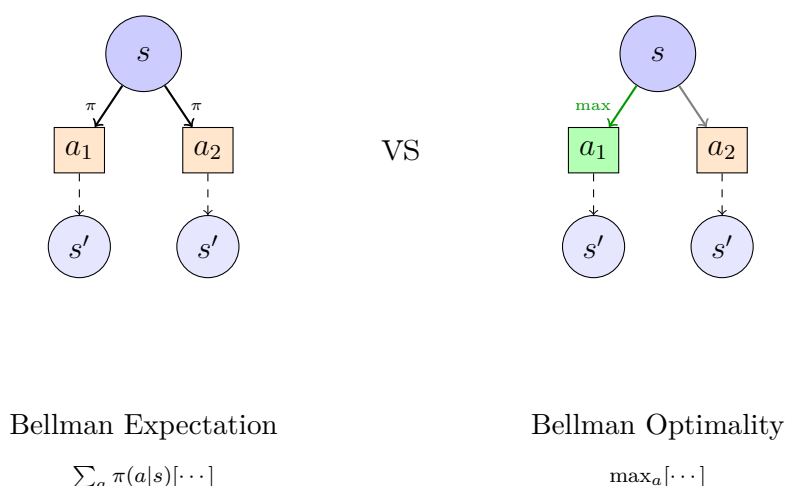 s s
π π max
a₁ a₂ VS a₁ a₂
s′ s′ s′ s′
Bellman Expectation Bellman Optimality
∑ₐ π(a|s)[⋯] maxₐ[⋯]